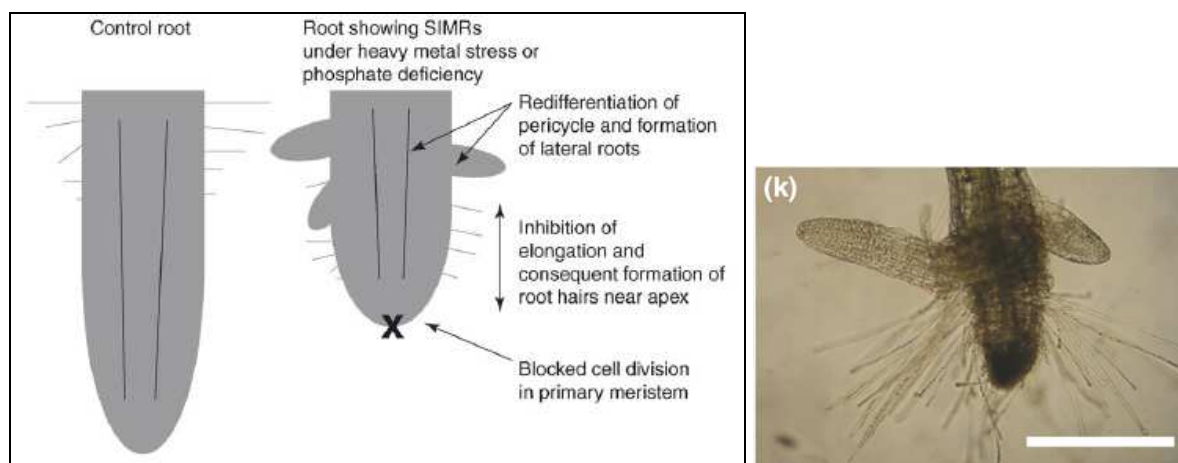 Control root
Root showing SIMRs
under heavy metal stress or
phosphate deficiency
Redifferentiation of
pericycle and formation
of lateral roots
Inhibition of
elongation and
consequent formation of
root hairs near apex
X
Blocked cell division
in primary meristem
(k)